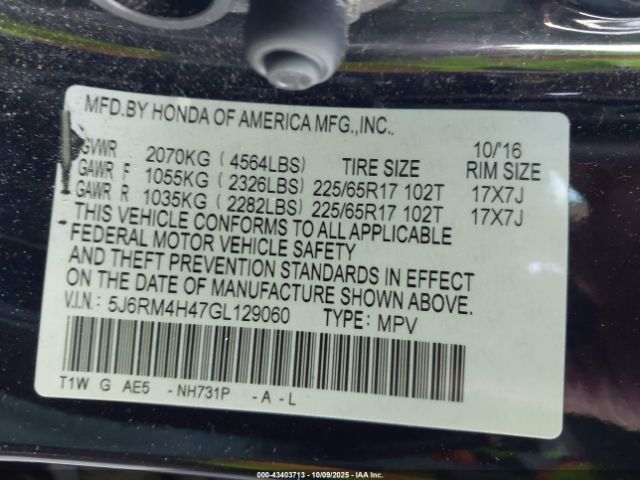 MFD.BY HONDA OF AMERICA MFG.,INC. 10/'16
GVWR 2070KG (4564LBS) TIRE SIZE RIM SIZE
GAWR F 1055KG (2326LBS) 225/65R17 102T 17X7J
GAWR R 1035KG (2282LBS) 225/65R17 102T 17X7J
THIS VEHICLE CONFORMS TO ALL APPLICABLE
FEDERAL MOTOR VEHICLE SAFETY
AND THEFT PREVENTION STANDARDS IN EFFECT
ON THE DATE OF MANUFACTURE SHOWN ABOVE.
V.I.N.: 5J6RM4H47GL129060 TYPE: MPV
T1W G AE5 -NH731P -A-L
000-43403713 - 10/09/2025 - IAA Inc.